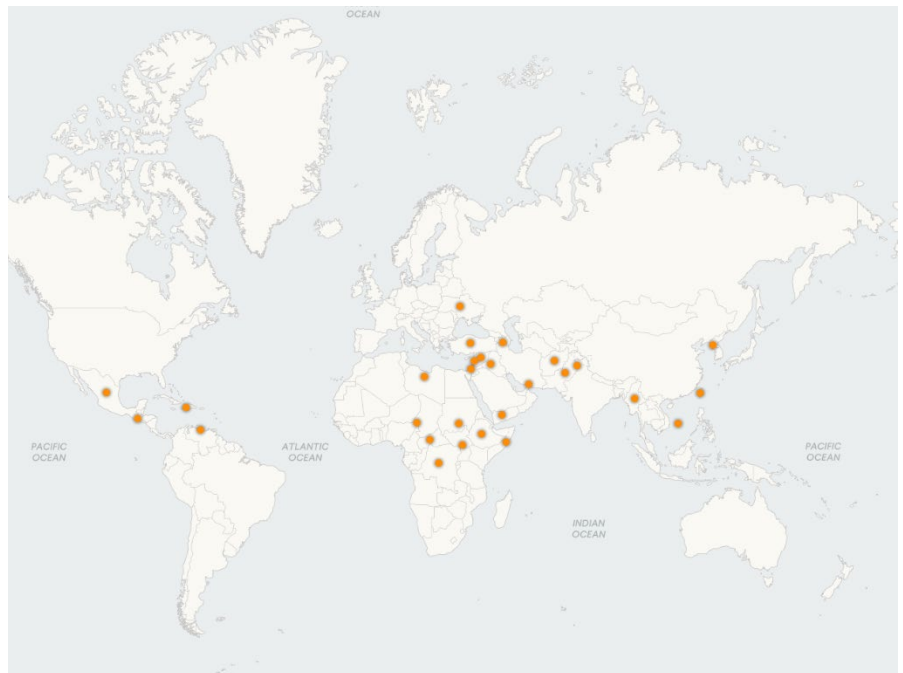 OCEAN
PACIFIC
OCEAN
ATLANTIC
OCEAN
PACIFIC
OCEAN
INDIAN
OCEAN